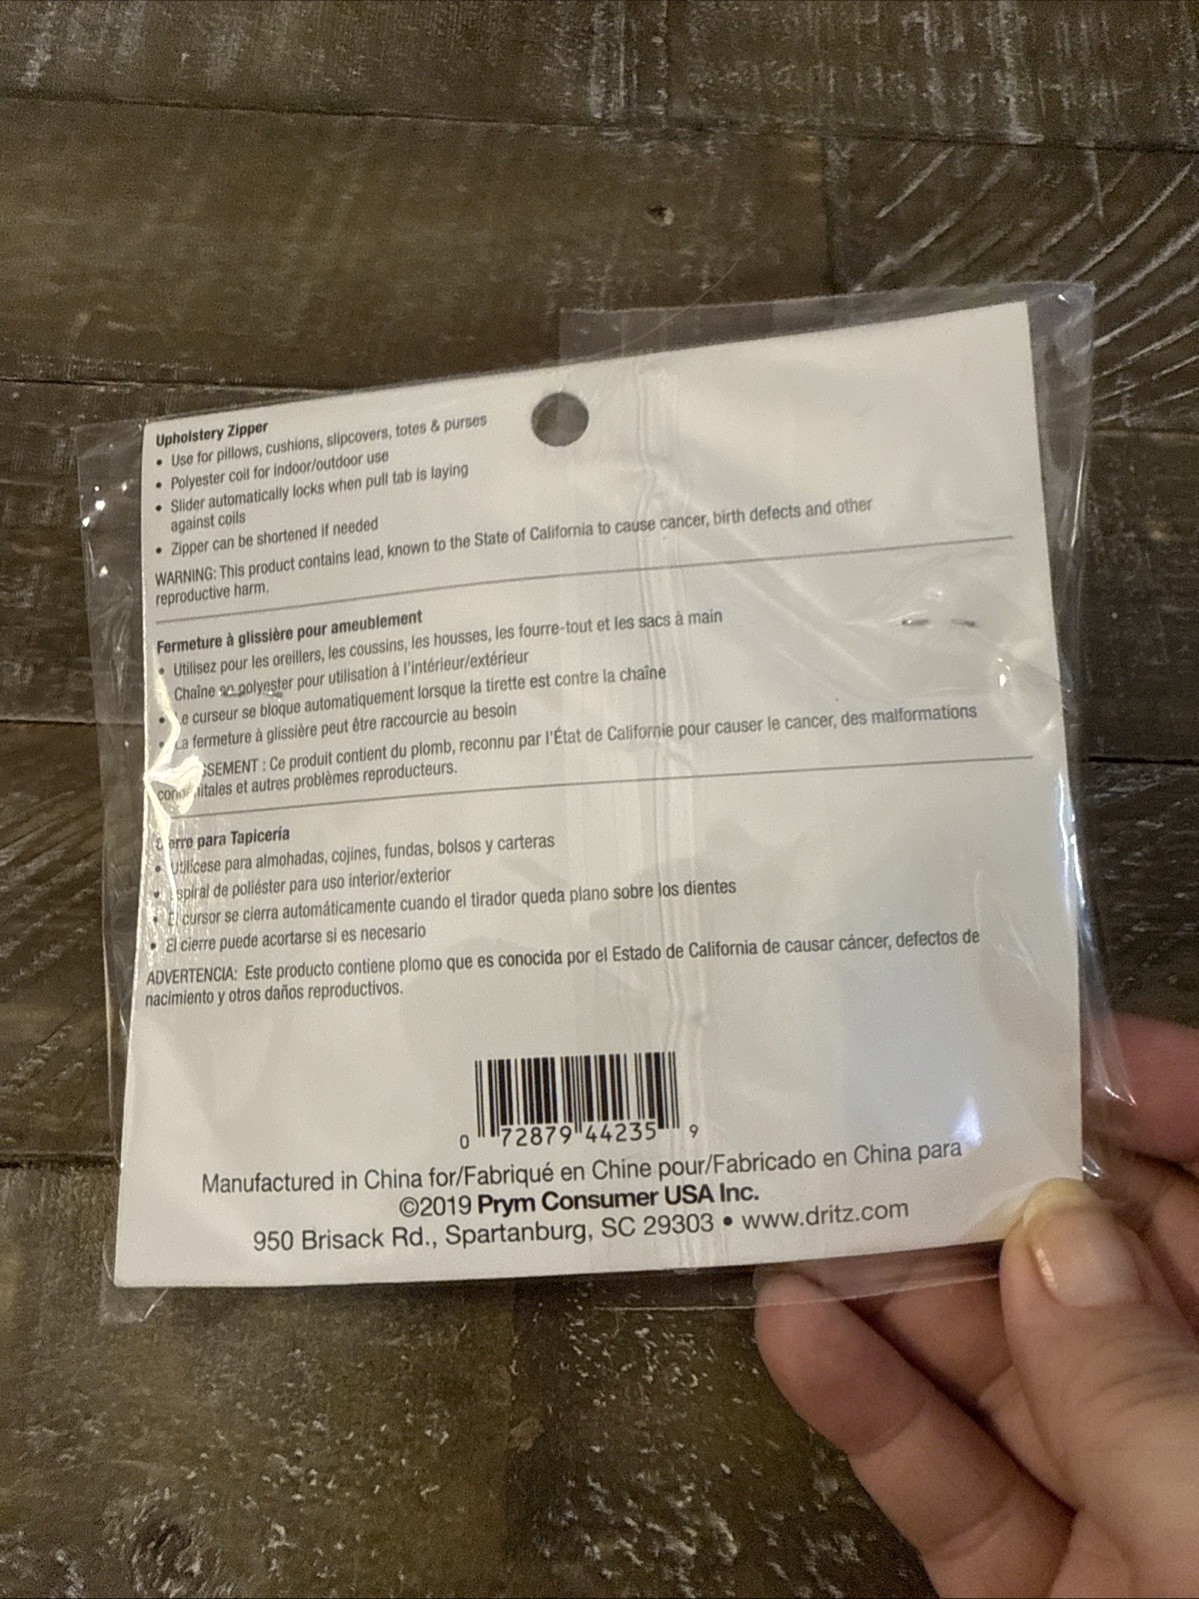 Upholstery Zipper
• Use for pillows, cushions, slipcovers, totes & purses
• Polyester coil for indoor/outdoor use
• Slider automatically locks when pull tab is laying
against coils
• Zipper can be shortened if needed
WARNING: This product contains lead, known to the State of California to cause cancer, birth defects and other
reproductive harm.
Fermeture à glissière pour ameublement
• Utilisez pour les oreillers, les coussins, les housses, les fourre-tout et les sacs à main
Chaîne en polyester pour utilisation à l'intérieur/extérieur
• Le curseur se bloque automatiquement lorsque la tirette est contre la chaîne
• La fermeture à glissière peut être raccourcie au besoin
SSEMENT : Ce produit contient du plomb, reconnu par l'État de Californie pour causer le cancer, des malformations
congénitales et autres problèmes reproducteurs.
Cierre para Tapicería
• Utilícese para almohadas, cojines, fundas, bolsos y carteras
• Espiral de poliéster para uso interior/exterior
• El cursor se cierra automáticamente cuando el tirador queda plano sobre los dientes
• El cierre puede acortarse si es necesario
ADVERTENCIA: Este producto contiene plomo que es conocida por el Estado de California de causar cáncer, defectos de
nacimiento y otros daños reproductivos.
0 72879 44235 9
Manufactured in China for/Fabriqué en Chine pour/Fabricado en China para
©2019 Prym Consumer USA Inc.
950 Brisack Rd., Spartanburg, SC 29303 • www.dritz.com